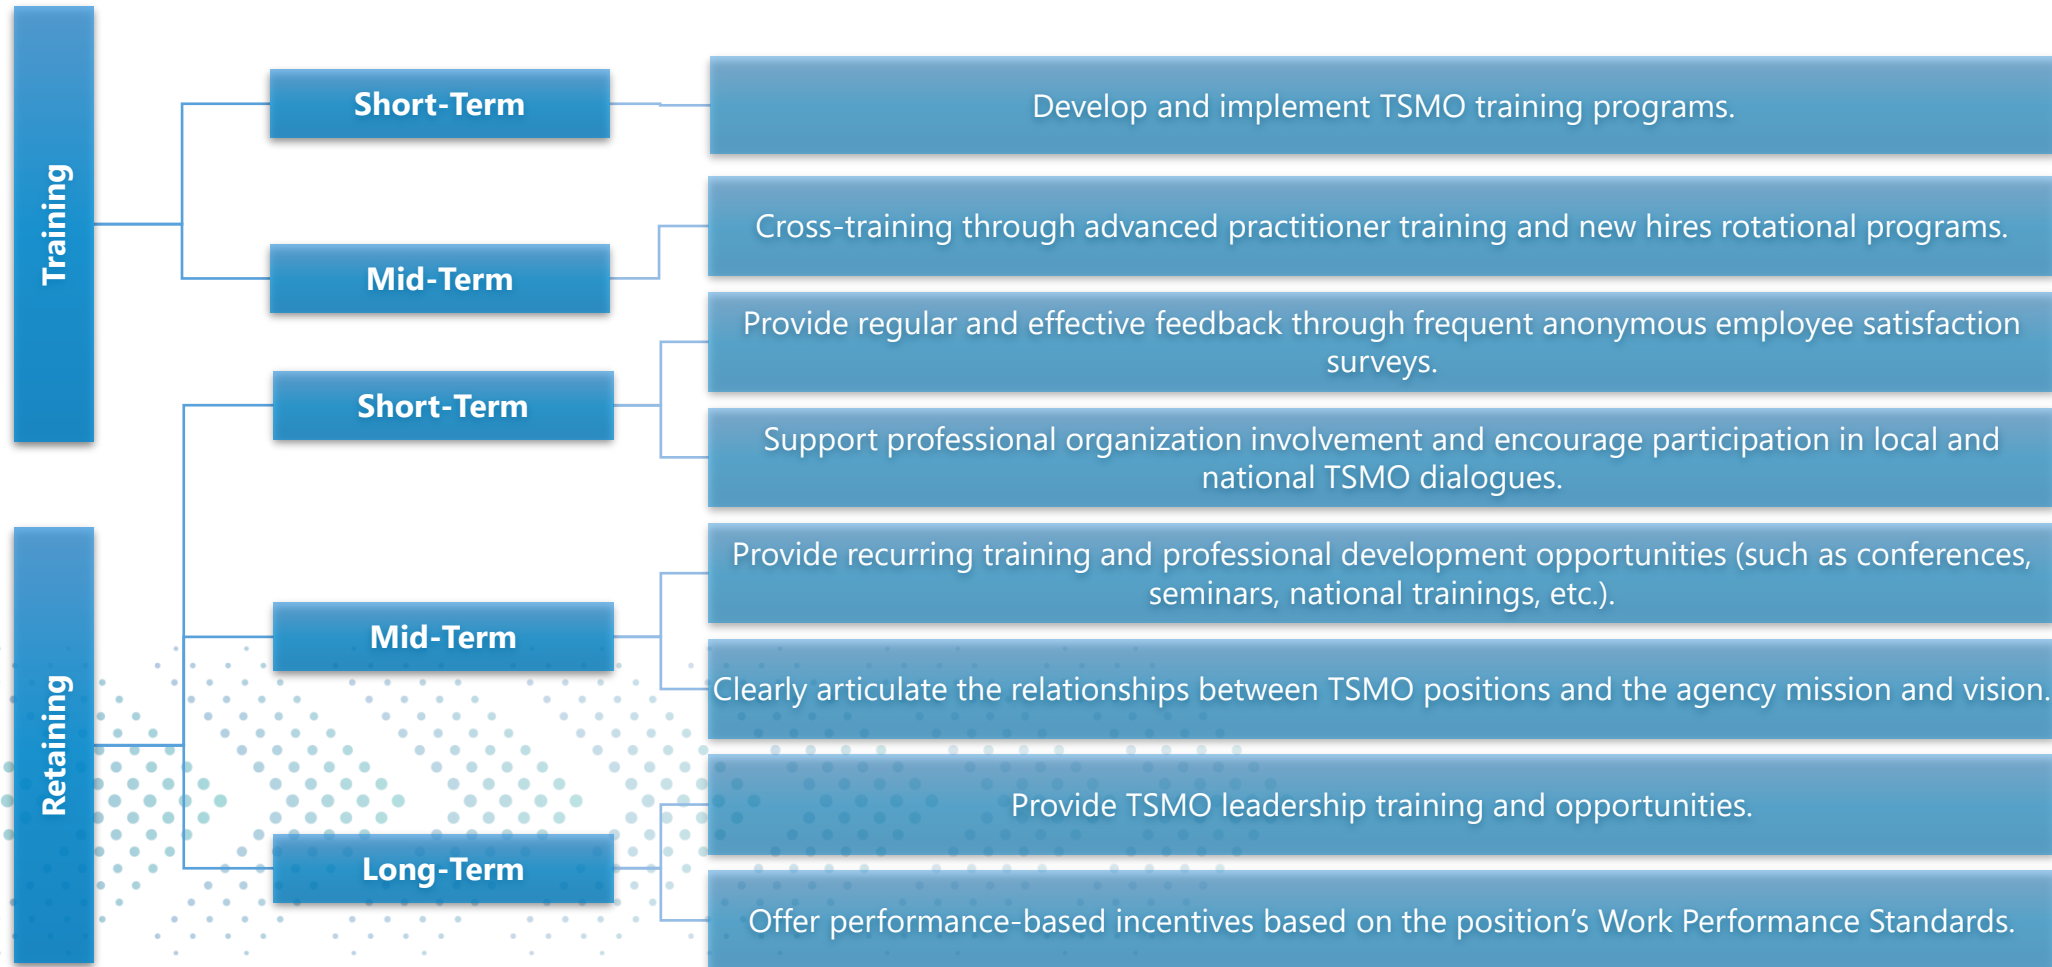 Training
Short-Term
Develop and implement TSMO training programs.
Mid-Term
Cross-training through advanced practitioner training and new hires rotational programs.
Retaining
Short-Term
Provide regular and effective feedback through frequent anonymous employee satisfaction
surveys.
Support professional organization involvement and encourage participation in local and
national TSMO dialogues.
Mid-Term
Provide recurring training and professional development opportunities (such as conferences,
seminars, national trainings, etc.).
Clearly articulate the relationships between TSMO positions and the agency mission and vision.
Long-Term
Provide TSMO leadership training and opportunities.
Offer performance-based incentives based on the position’s Work Performance Standards.